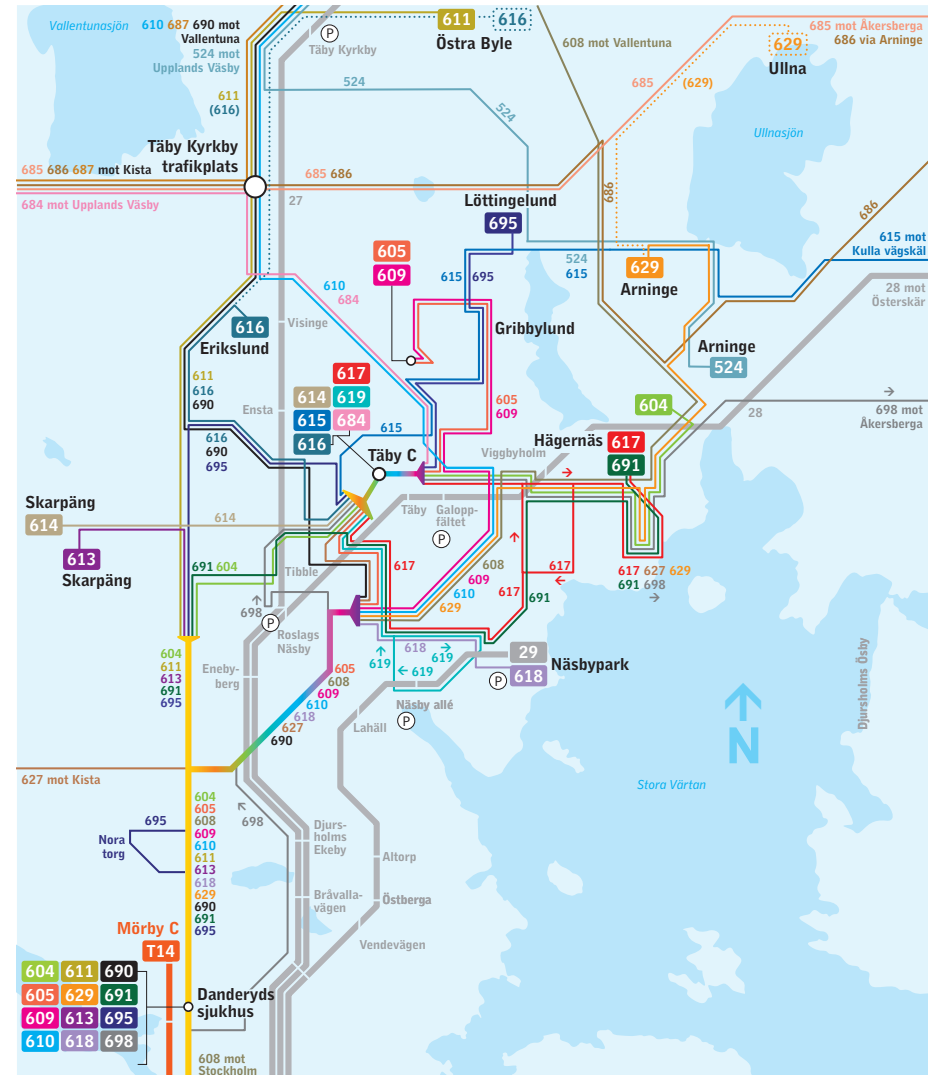 Vallentunasjön
610 687 690 mot
Vallentuna
524 mot
Upplands Väsby
611
(616)
P
Täby Kyrkby
611 616
Östra Byle
608 mot Vallentuna
685 mot Åkersberga
686 via Arninge
629
Ullna
524
524
685
(629)
Ullnasjön
Täby Kyrkby
trafikplats
685 686 687 mot Kista
684 mot Upplands Väsby
685 686
27
686
686
Löttingelund
695
605
609
615 695
524
615
629
Arninge
615 mot
Kulla vägskäl
28 mot
Österskär
610
684
616
Erikslund
Visinge
Gribbylund
Arninge
524
611
616
690
617
614 619
615 684
616
Ensta
605
609
604
28
698 mot
Åkersberga
615
616
690
695
Täby C
Viggbyholm
Hägernäs
617
691
Skarpäng
614
614
Täby
Galopp-
fältet
P
613
Skarpäng
691 604
Tibble
617
608
609
610
629
617
691
617
617 627 629
691 698
698
P
Roslags
Näsby
618
619
619
619
29
618
Näsbypark
P
604
611
613
691
695
Eneby-
berg
605
608
609
610
618
627
690
Näsby allé
P
Lahäll
Djursholms Ösby
N
Stora Värtan
627 mot Kista
604
605
608
609
610
611
613
618
629
690
691
695
695
Nora
torg
698
Djurs-
holms
Ekeby
Altorp
Bråvalla-
vägen
Östberga
Vendevägen
Mörby C
T14
604 611 690
605 629 691
609 613 695
610 618 698
Danderyds
sjukhus
608 mot
Stockholm